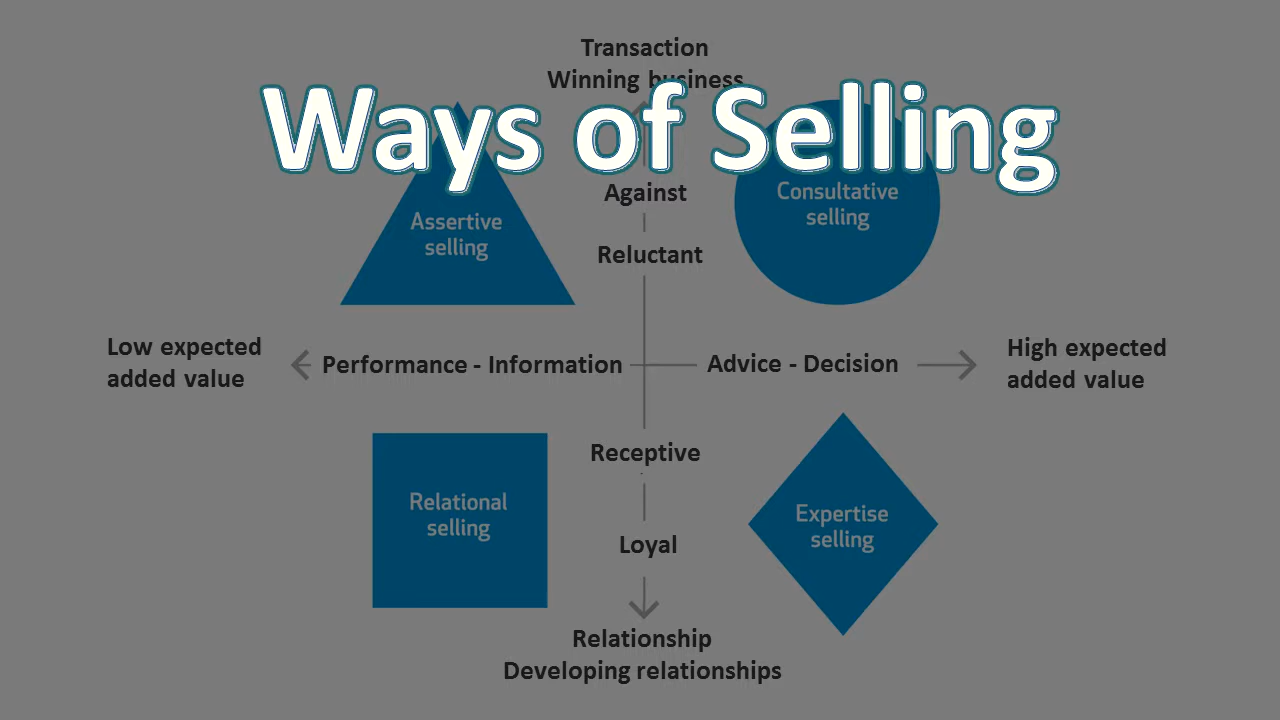 Transaction
Winning business
Ways of Selling
Against
Consultative
selling
Assertive
selling
Reluctant
Low expected
added value
Performance - Information
Advice - Decision
High expected
added value
Receptive
Relational
selling
Expertise
selling
Loyal
Relationship
Developing relationships